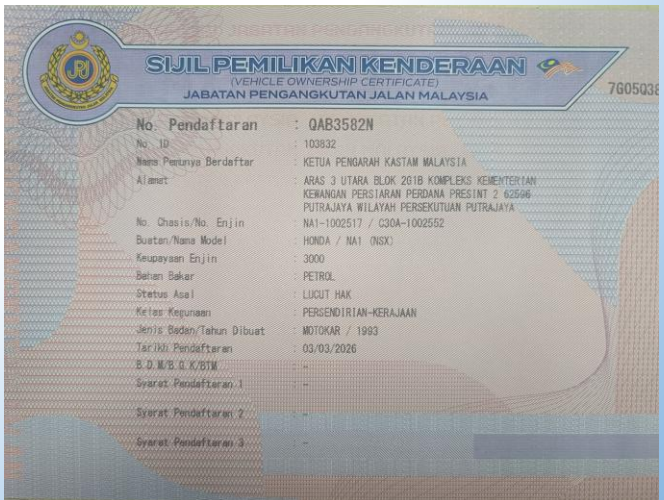 SIJIL PEMILIKAN KENDERAAN
(VEHICLE OWNERSHIP CERTIFICATE)
JABATAN PENGANGKUTAN JALAN MALAYSIA
7G05038
No. Pendaftaran : QAB3582N
No. ID : 103832
Nama Pemunya Berdaftar : KETUA PENGARAH KASTAM MALAYSIA
Alamat : ARAS 3 UTARA BLOK 2G1B KOMPLEKS KEMENTERIAN
KEWANGAN PERSIARAN PERDANA PRESINT 2 62596
PUTRAJAYA WILAYAH PERSEKUTUAN PUTRAJAYA
No. Chasis/No. Enjin : NA1-1002517 / C30A-1002552
Buatan/Nama Model : HONDA / NA1 (NSX)
Keupayaan Enjin : 3000
Bahan Bakar : PETROL
Status Asal : LUCUT HAK
Kelas Kegunaan : PERSENDIRIAN-KERAJAAN
Jenis Badan/Tahun Dibuat : MOTOKAR / 1993
Tarikh Pendaftaran : 03/03/2026
B.D.M/B.G.K/BTM : -
Syarat Pendaftaran 1 : -
Syarat Pendaftaran 2 : -
Syarat Pendaftaran 3 : -